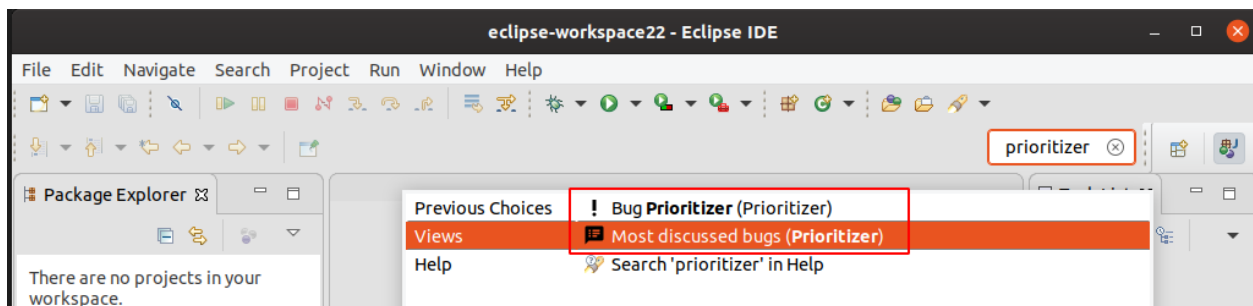 eclipse-workspace22 - Eclipse IDE
File Edit Navigate Search Project Run Window Help
prioritizer
Package Explorer
Previous Choices Bug Prioritizer (Prioritizer)
Views Most discussed bugs (Prioritizer)
Help Search 'prioritizer' in Help
There are no projects in your
workspace.